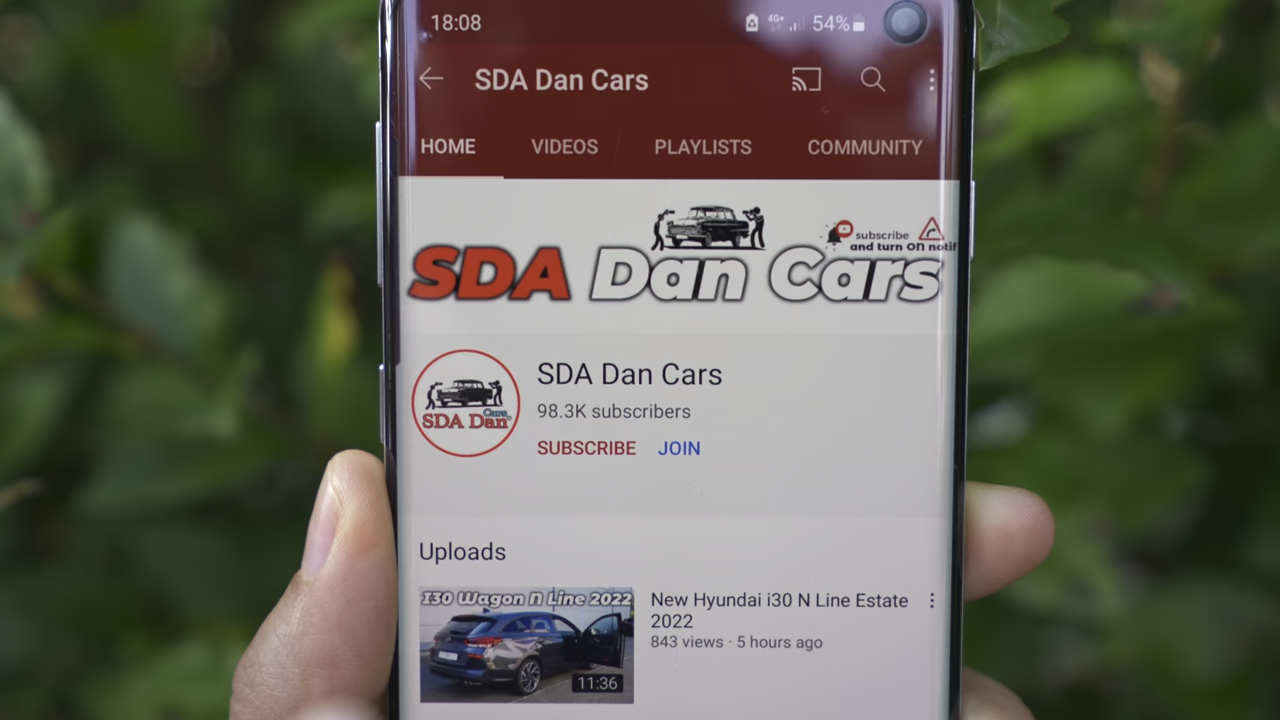 18:08 4G+ 54%
SDA Dan Cars
HOME VIDEOS PLAYLISTS COMMUNITY
subscribe
and turn on notif
SDA Dan Cars
SDA Dan Cars
98.3K subscribers
Cars
SDA Dan
SUBSCRIBE JOIN
Uploads
I30 Wagon N Line 2022
11:36
New Hyundai i30 N Line Estate
2022
843 views · 5 hours ago